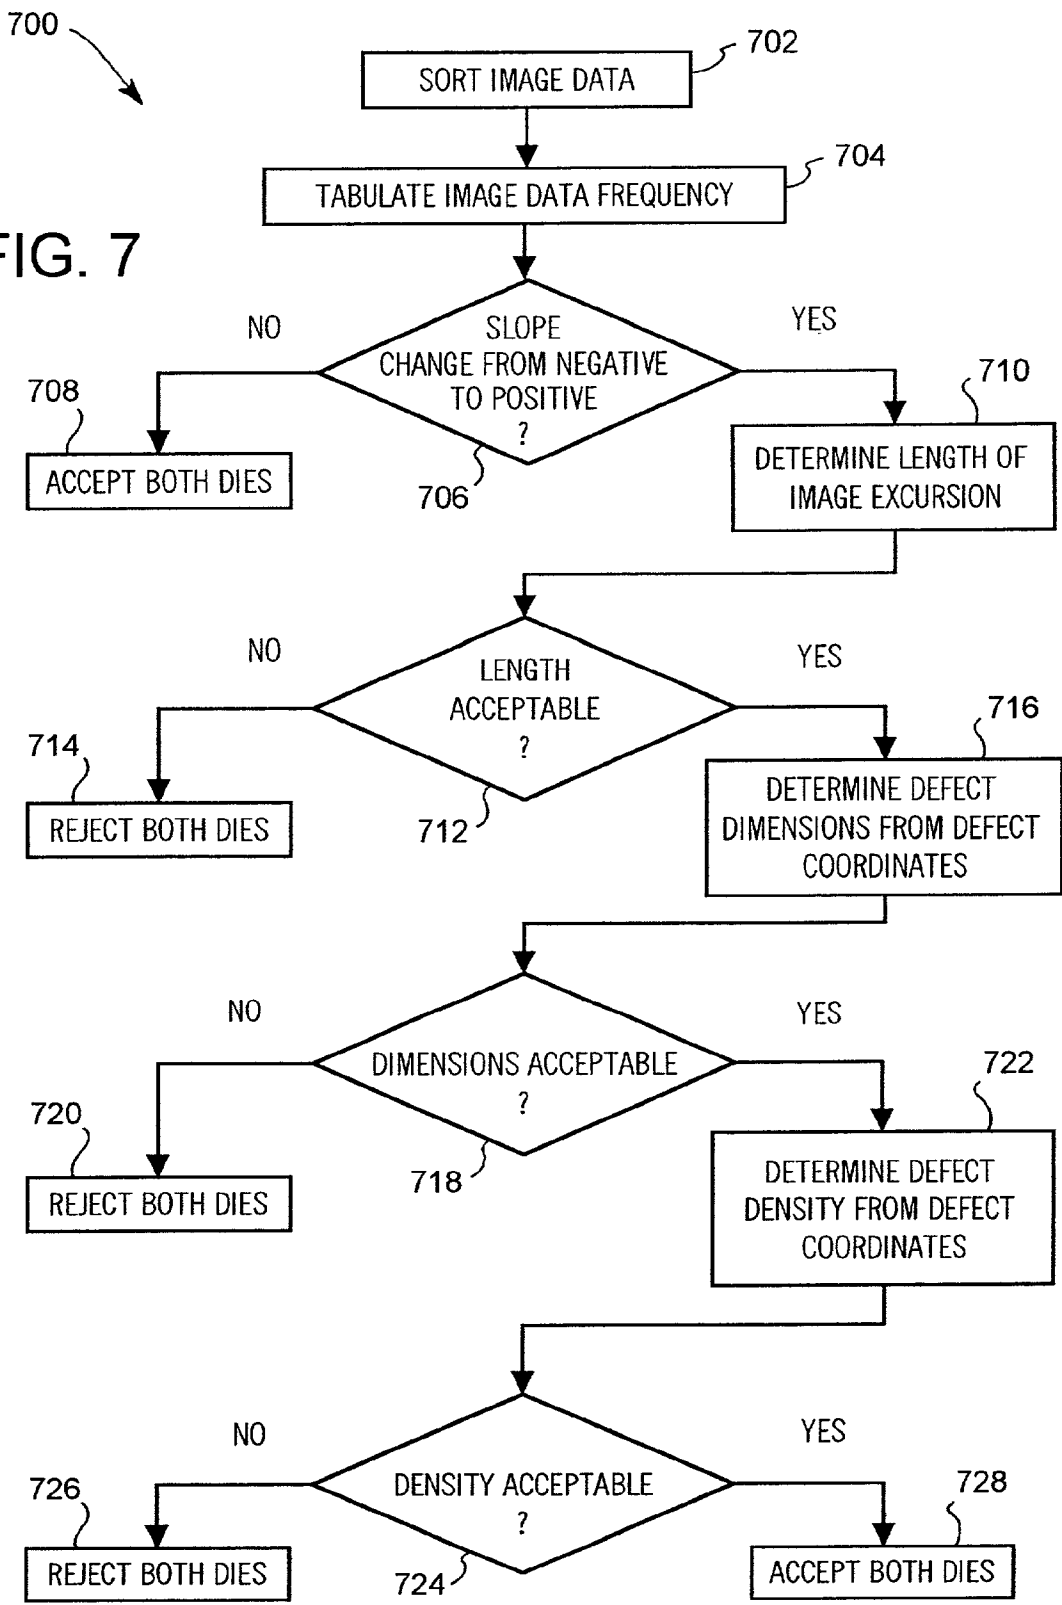 700
702
SORT IMAGE DATA
704
TABULATE IMAGE DATA FREQUENCY
FIG. 7
NO
YES
SLOPE
CHANGE FROM NEGATIVE
TO POSITIVE
?
706
708
ACCEPT BOTH DIES
710
DETERMINE LENGTH OF
IMAGE EXCURSION
NO
YES
LENGTH
ACCEPTABLE
?
712
714
REJECT BOTH DIES
716
DETERMINE DEFECT
DIMENSIONS FROM DEFECT
COORDINATES
NO
YES
DIMENSIONS ACCEPTABLE
?
718
720
REJECT BOTH DIES
722
DETERMINE DEFECT
DENSITY FROM DEFECT
COORDINATES
NO
YES
DENSITY ACCEPTABLE
?
724
726
REJECT BOTH DIES
728
ACCEPT BOTH DIES